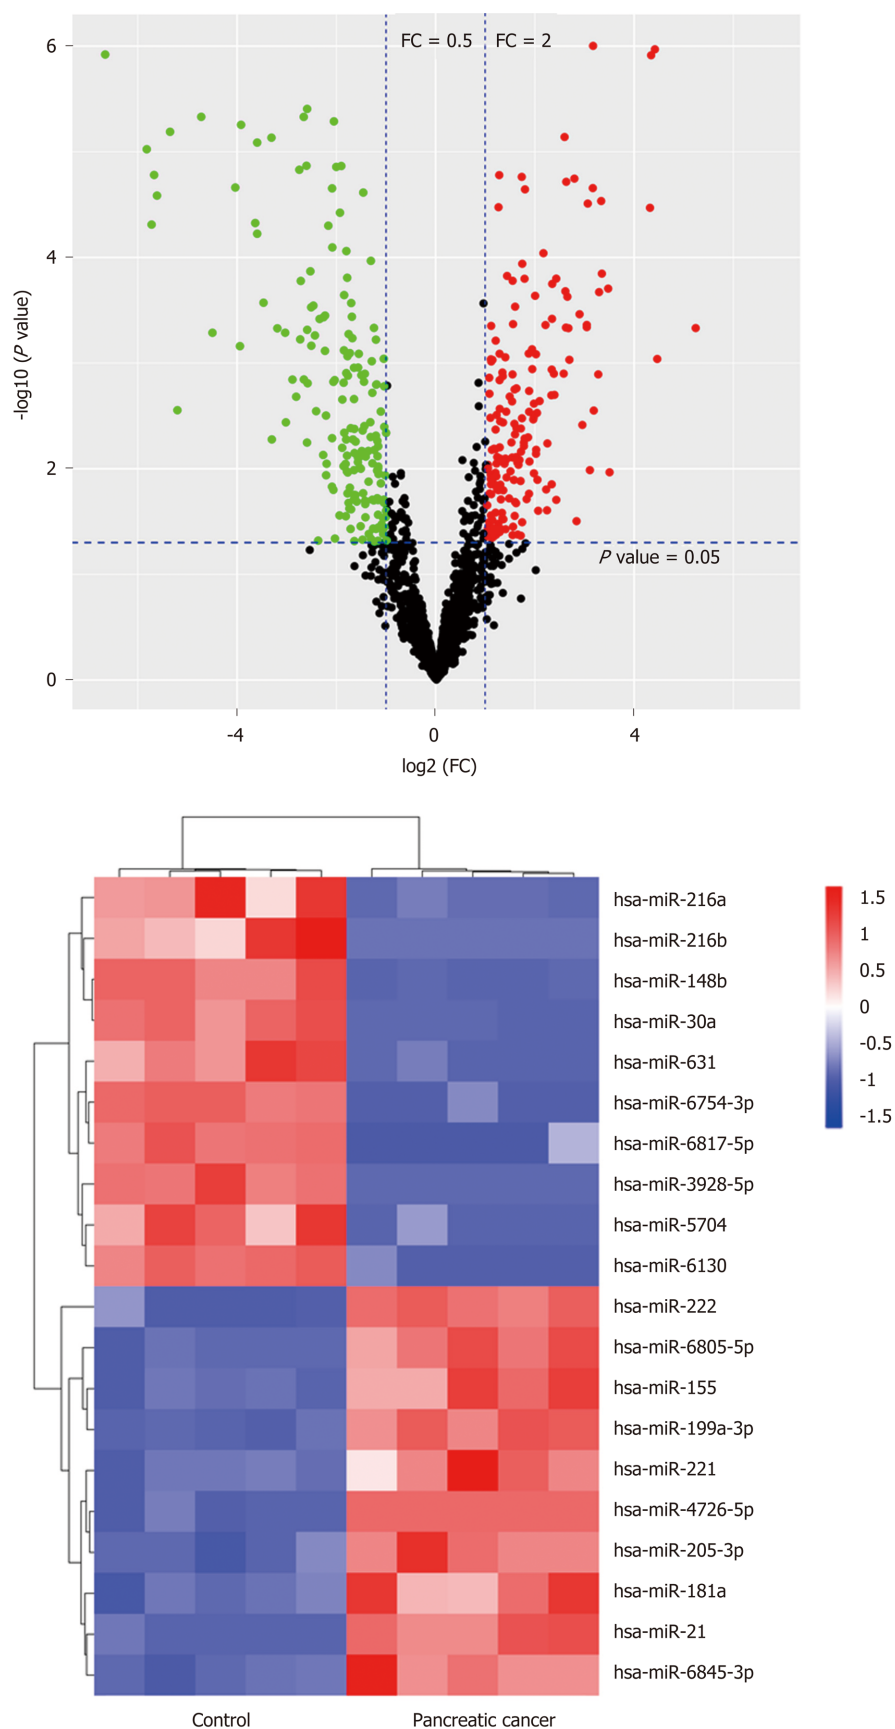 6
FC = 0.5
FC = 2
4
-log10 (P value)
2
P value = 0.05
0
-4
0
4
log2 (FC)
hsa-miR-216a
hsa-miR-216b
hsa-miR-148b
hsa-miR-30a
hsa-miR-631
hsa-miR-6754-3p
hsa-miR-6817-5p
hsa-miR-3928-5p
hsa-miR-5704
hsa-miR-6130
hsa-miR-222
hsa-miR-6805-5p
hsa-miR-155
hsa-miR-199a-3p
hsa-miR-221
hsa-miR-4726-5p
hsa-miR-205-3p
hsa-miR-181a
hsa-miR-21
hsa-miR-6845-3p
1.5
1
0.5
0
-0.5
-1
-1.5
Control
Pancreatic cancer